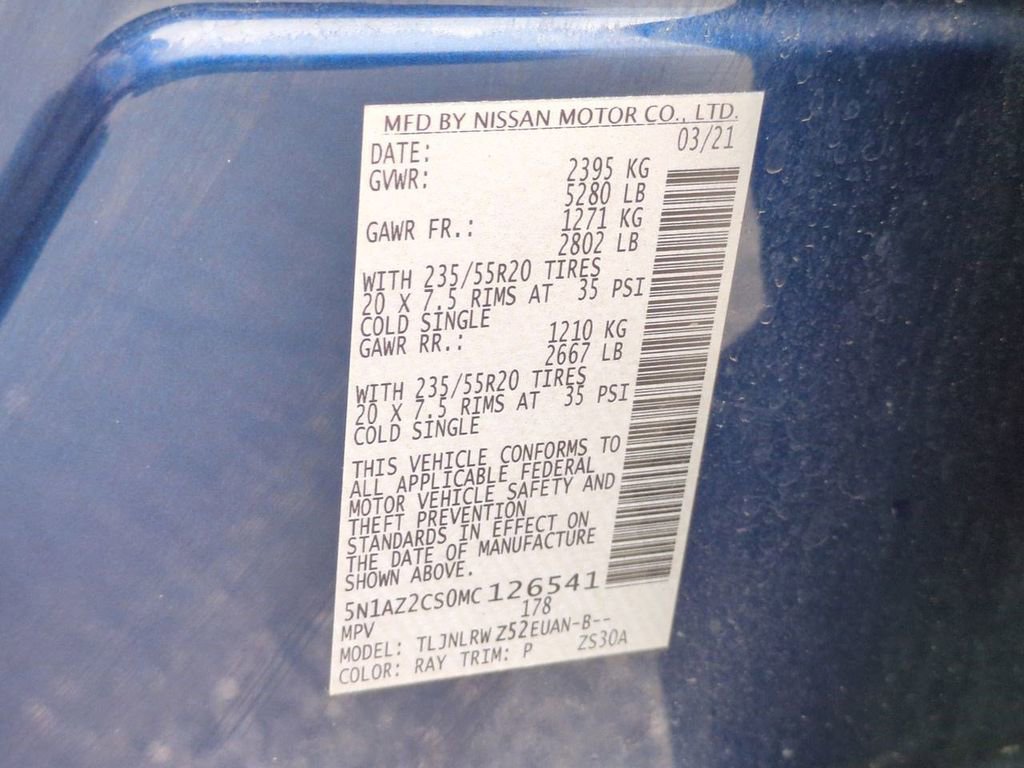 MFD BY NISSAN MOTOR CO., LTD.
DATE: 03/21
GVWR: 2395 KG
5280 LB
GAWR FR.: 1271 KG
2802 LB
WITH 235/55R20 TIRES
20 X 7.5 RIMS AT 35 PSI
COLD SINGLE
GAWR RR.: 1210 KG
2667 LB
WITH 235/55R20 TIRES
20 X 7.5 RIMS AT 35 PSI
COLD SINGLE
THIS VEHICLE CONFORMS TO
ALL APPLICABLE FEDERAL
MOTOR VEHICLE SAFETY AND
THEFT PREVENTION
STANDARDS IN EFFECT ON
THE DATE OF MANUFACTURE
SHOWN ABOVE.
5N1AZ2CS0MC126541
MPV 178
MODEL: TLJNLRW Z52EUAN-B--
COLOR: RAY TRIM: P ZS30A